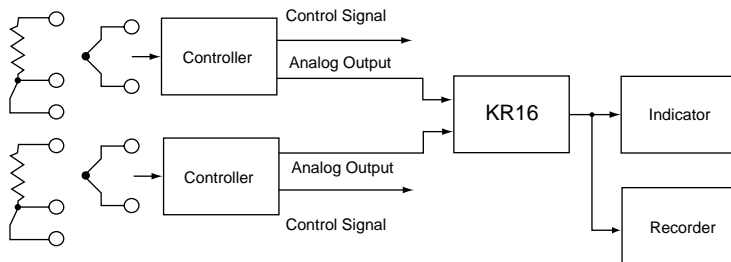 Control Signal
Controller
Analog Output
KR16
Indicator
Controller
Analog Output
Control Signal
Recorder